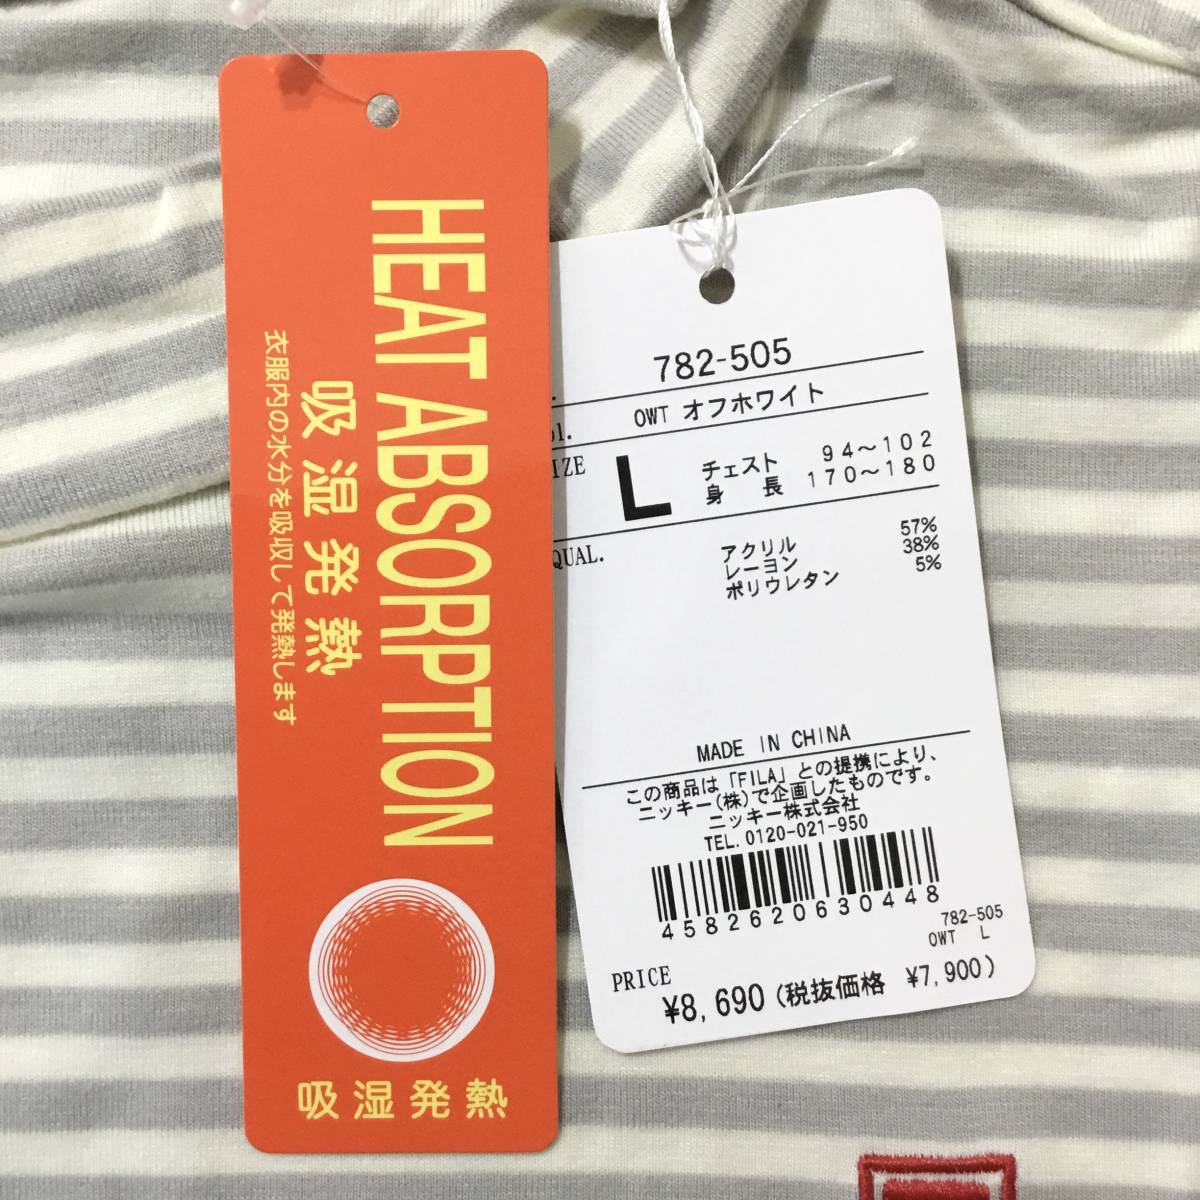 HEAT ABSORPTION
吸湿発熱
衣服内の水分を吸収して発熱します
吸湿発熱
782-505
OWT オフホワイト
IZE L チェスト 94～102
身長 170～180
QUAL. アクリル 57%
レーヨン 38%
ポリウレタン 5%
MADE IN CHINA
この商品は「FILA」との提携により、
ニッキー(株)で企画したものです。
ニッキー株式会社
TEL.0120-021-950
4582620630448
782-505
OWT L
PRICE
¥8,690(税抜価格 ¥7,900)